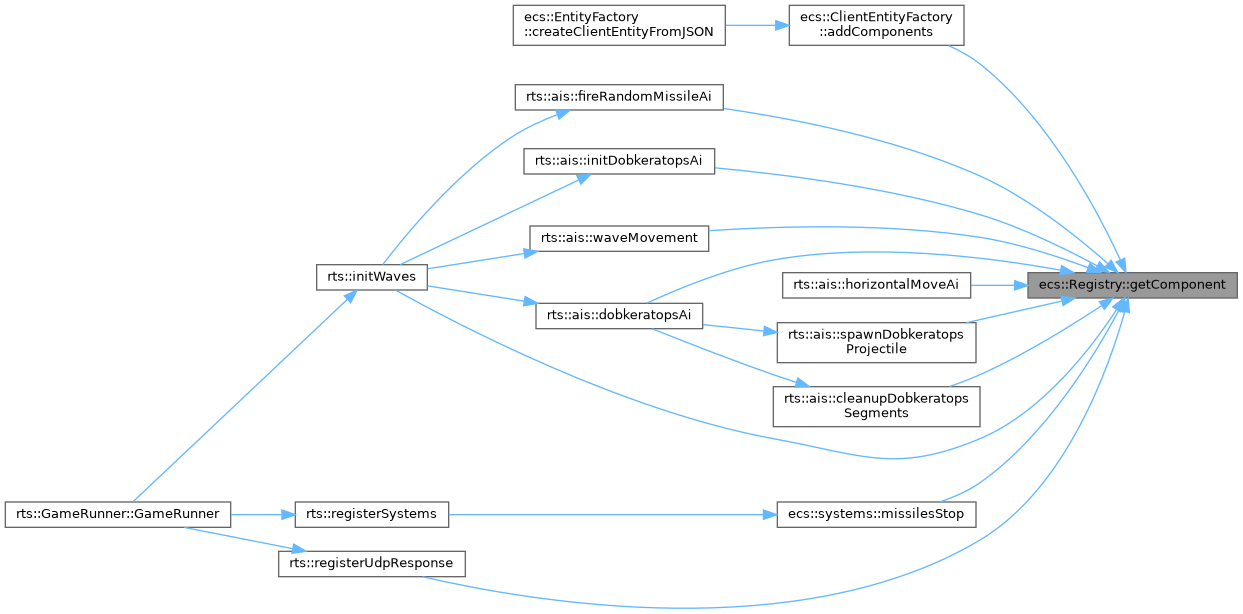 ecs::EntityFactory
::createClientEntityFromJSON
ecs::ClientEntityFactory
::addComponents
rts::ais::fireRandomMissileAi
rts::ais::initDobkeratopsAi
rts::ais::waveMovement
rts::initWaves
rts::ais::horizontalMoveAi
ecs::Registry::getComponent
rts::ais::dobkeratopsAi
rts::ais::spawnDobkeratops
Projectile
rts::ais::cleanupDobkeratops
Segments
rts::GameRunner::GameRunner
rts::registerSystems
ecs::systems::missilesStop
rts::registerUdpResponse